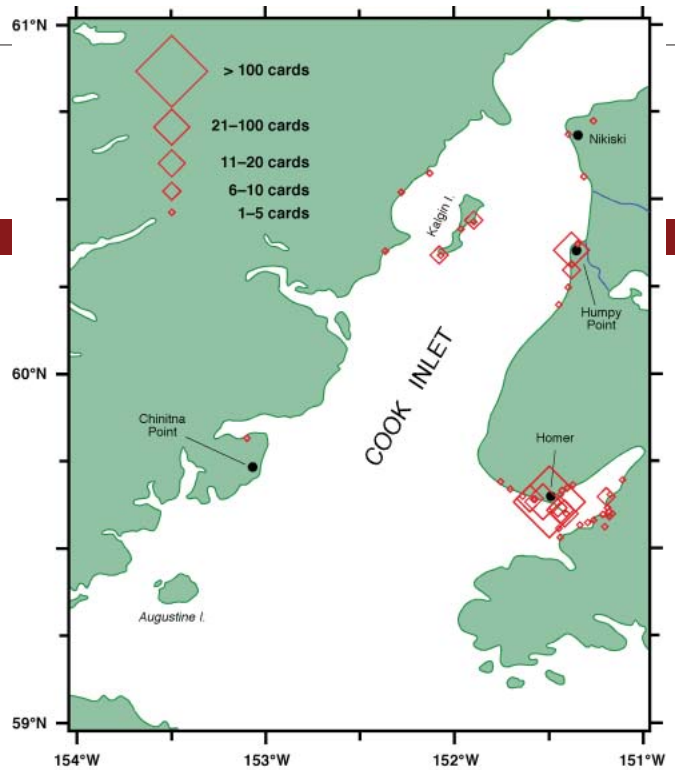 61°N
> 100 cards
21–100 cards
11–20 cards
6–10 cards
1–5 cards
Nikiski
Kalgin I.
Humpy
Point
60°N
COOK INLET
Chinitna
Point
Homer
Augustine I.
59°N
154°W
153°W
152°W
151°W